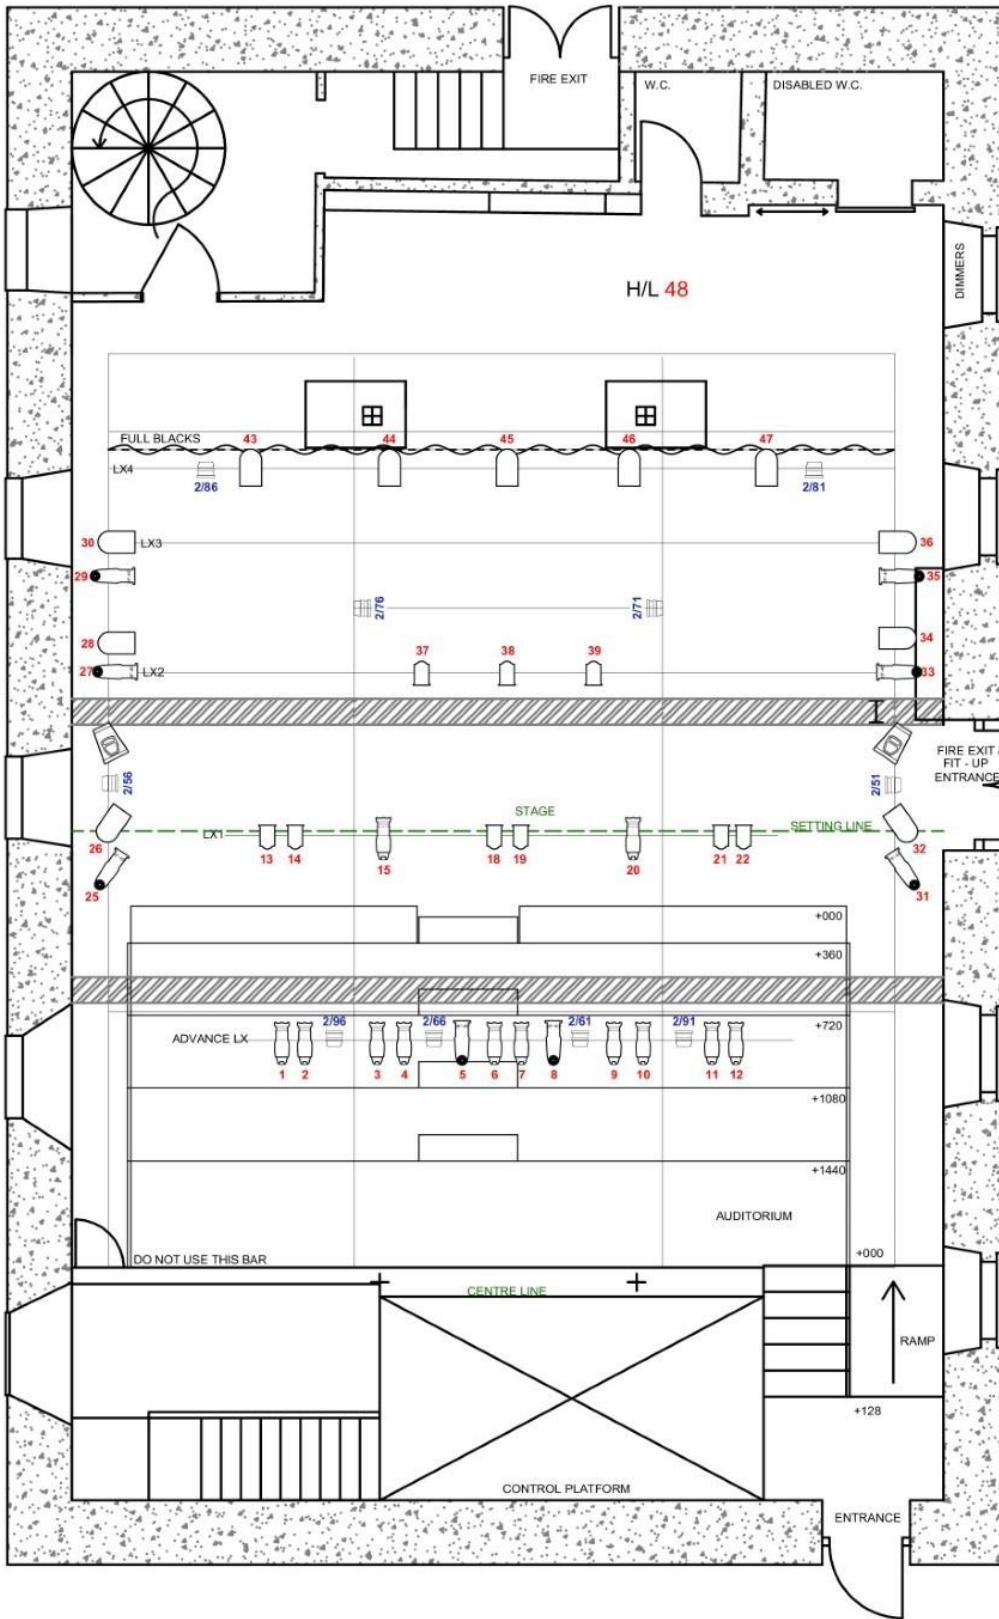 FIRE EXIT
W.C.
DISABLED W.C.
DIMMERS
H/L 48
FULL BLACKS
43
44
45
46
47
LX4
2/86
2/81
30
LX3
36
29
35
2/76
2/71
28
34
37
38
39
27
LX2
33
2/56
2/51
FIRE EXIT &
FIT - UP
ENTRANCE
STAGE
SETTING LINE
LX1
26
13
14
15
18
19
20
21
22
32
25
31
+000
+360
+720
2/96
2/66
2/61
2/91
ADVANCE LX
1
2
3
4
5
6
7
8
9
10
11
12
+1080
+1440
AUDITORIUM
+000
DO NOT USE THIS BAR
CENTRE LINE
RAMP
+128
CONTROL PLATFORM
ENTRANCE